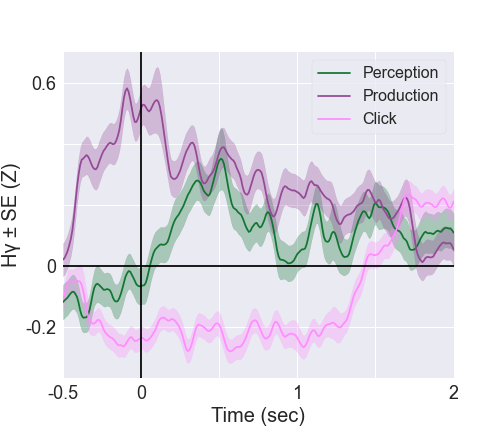 Perception
Production
Click
0.6
0
-0.2
Hγ ± SE (Z)
-0.5
0
1
2
Time (sec)